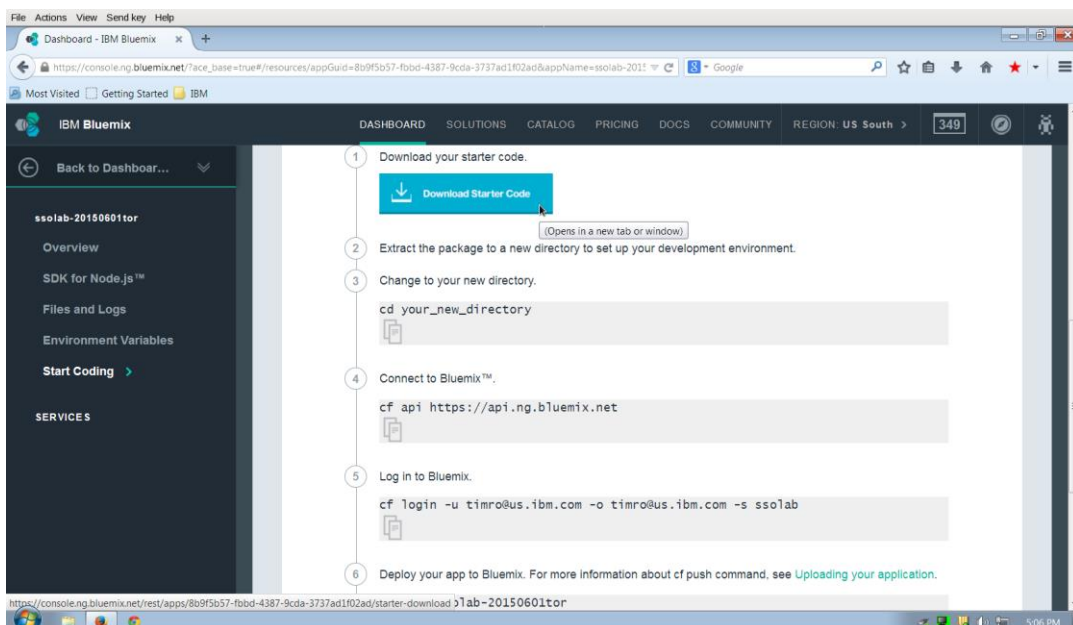 File Actions View Send key Help
Dashboard - IBM Bluemix × +
https://console.ng.bluemix.net/?ace_base=true#/resources/appGuid=8b9f5b57-fbbd-4387-9cda-3737ad1f02ad&appName=ssolab-201 Google
Most Visited Getting Started IBM
IBM Bluemix DASHBOARD SOLUTIONS CATALOG PRICING DOCS COMMUNITY REGION: US South > 349
Back to Dashboar...
ssolab-20150601tor
Overview
SDK for Node.js™
Files and Logs
Environment Variables
Start Coding >
SERVICES
1 Download your starter code.
Download Starter Code
(Opens in a new tab or window)
2 Extract the package to a new directory to set up your development environment.
3 Change to your new directory.
cd your_new_directory
4 Connect to Bluemix™.
cf api https://api.ng.bluemix.net
5 Log in to Bluemix.
cf login -u timro@us.ibm.com -o timro@us.ibm.com -s ssolab
6 Deploy your app to Bluemix. For more information about cf push command, see Uploading your application.
https://console.ng.bluemix.net/rest/apps/8b9f5b57-fbbd-4387-9cda-3737ad1f02ad/starter-download olab-20150601tor
5:06 PM